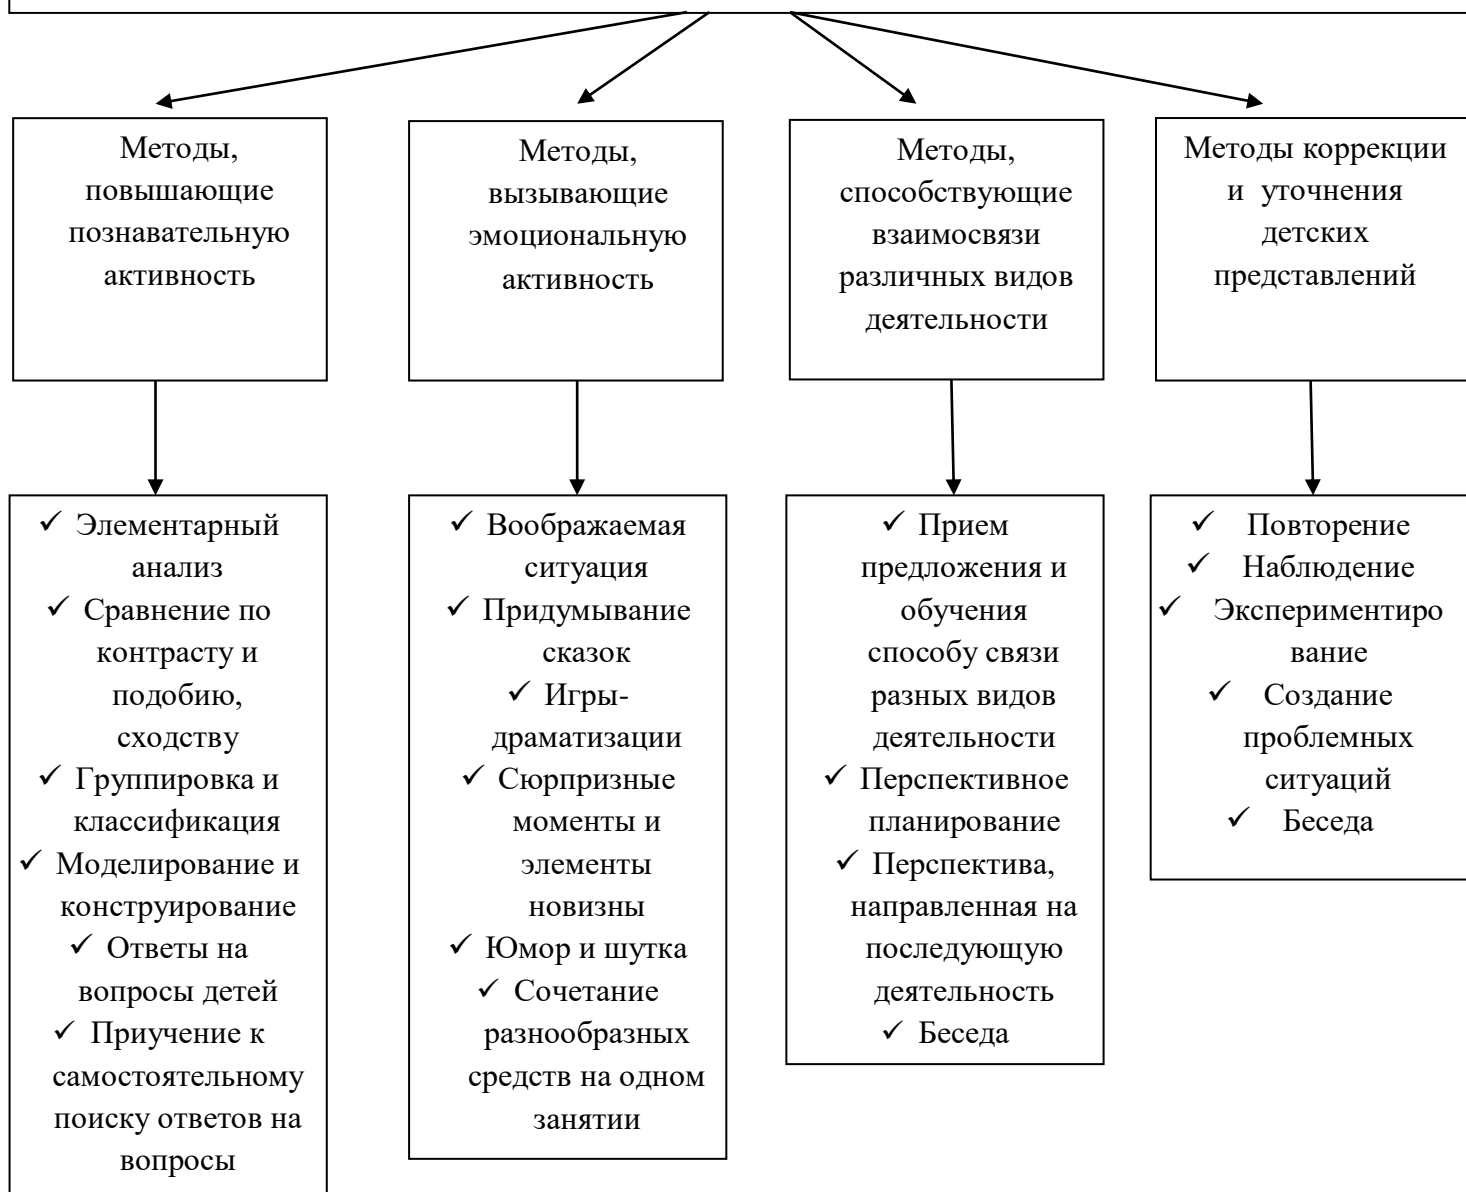 Методы,
повышающие
познавательную
активность
Методы,
вызывающие
эмоциональную
активность
Методы,
способствующие
взаимосвязи
различных видов
деятельности
Методы коррекции
и уточнения
детских
представлений
✓ Элементарный
анализ
✓ Сравнение по
контрасту и
подобию,
сходству
✓ Группировка и
классификация
✓ Моделирование и
конструирование
✓ Ответы на
вопросы детей
✓ Приучение к
самостоятельному
поиску ответов на
вопросы
✓ Воображаемая
ситуация
✓ Придумывание
сказок
✓ Игры-
драматизации
✓ Сюрпризные
моменты и
элементы
новизны
✓ Юмор и шутка
✓ Сочетание
разнообразных
средств на одном
занятии
✓ Прием
предложения и
обучения
способу связи
разных видов
деятельности
✓ Перспективное
планирование
✓ Перспектива,
направленная на
последующую
деятельность
✓ Беседа
✓ Повторение
✓ Наблюдение
✓ Экспериментиро
вание
✓ Создание
проблемных
ситуаций
✓ Беседа